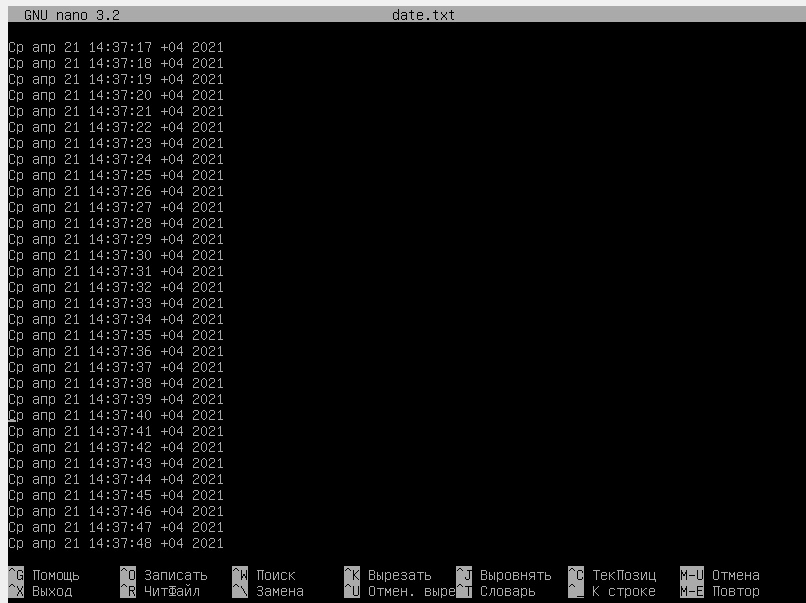 GNU nano 3.2 date.txt
Ср апр 21 14:37:17 +04 2021
Ср апр 21 14:37:18 +04 2021
Ср апр 21 14:37:19 +04 2021
Ср апр 21 14:37:20 +04 2021
Ср апр 21 14:37:21 +04 2021
Ср апр 21 14:37:22 +04 2021
Ср апр 21 14:37:23 +04 2021
Ср апр 21 14:37:24 +04 2021
Ср апр 21 14:37:25 +04 2021
Ср апр 21 14:37:26 +04 2021
Ср апр 21 14:37:27 +04 2021
Ср апр 21 14:37:28 +04 2021
Ср апр 21 14:37:29 +04 2021
Ср апр 21 14:37:30 +04 2021
Ср апр 21 14:37:31 +04 2021
Ср апр 21 14:37:32 +04 2021
Ср апр 21 14:37:33 +04 2021
Ср апр 21 14:37:34 +04 2021
Ср апр 21 14:37:35 +04 2021
Ср апр 21 14:37:36 +04 2021
Ср апр 21 14:37:37 +04 2021
Ср апр 21 14:37:38 +04 2021
Ср апр 21 14:37:39 +04 2021
Ср апр 21 14:37:40 +04 2021
Ср апр 21 14:37:41 +04 2021
Ср апр 21 14:37:42 +04 2021
Ср апр 21 14:37:43 +04 2021
Ср апр 21 14:37:44 +04 2021
Ср апр 21 14:37:45 +04 2021
Ср апр 21 14:37:46 +04 2021
Ср апр 21 14:37:47 +04 2021
Ср апр 21 14:37:48 +04 2021
^G Помощь ^O Записать ^W Поиск ^K Вырезать ^J Выровнять ^C ТекПозиц M-U Отмена
^X Выход ^R ЧитФайл ^\ Замена ^U Отмен. выре^T Словарь ^_ К строке M-E Повтор